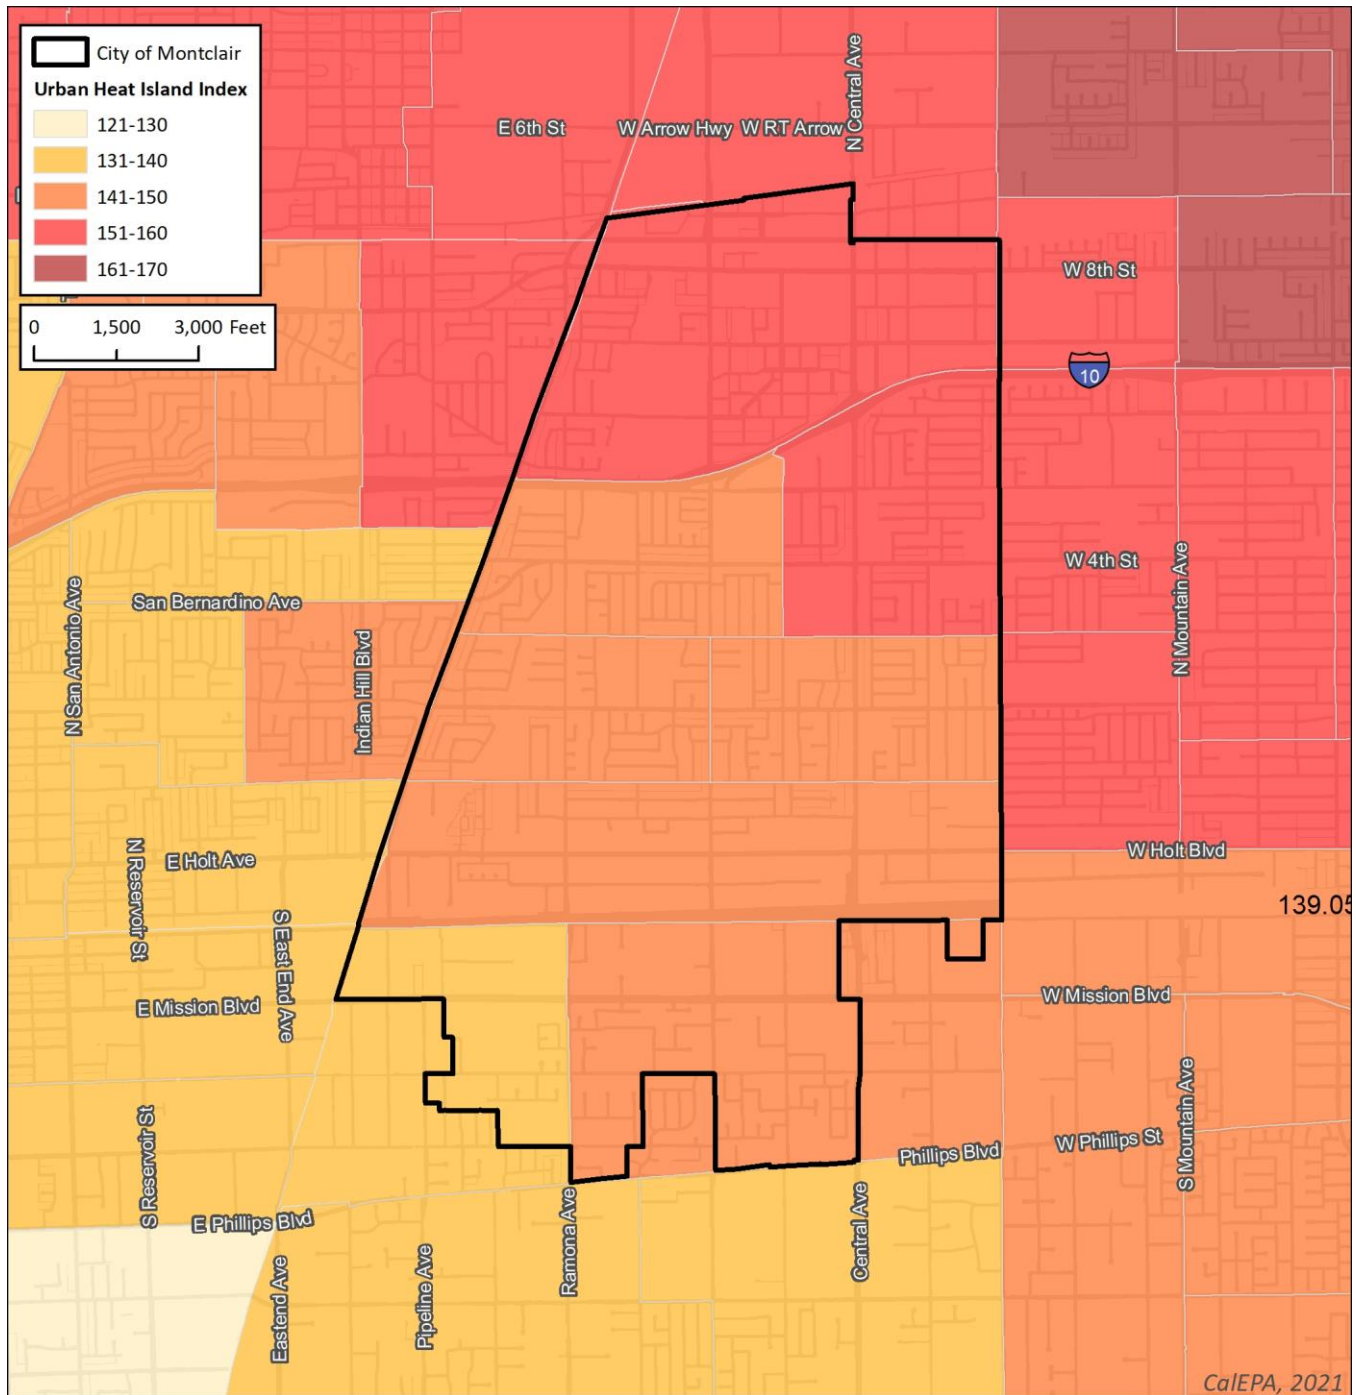 City of Montclair
Urban Heat Island Index
121-130
131-140
141-150
151-160
161-170
0 1,500 3,000 Feet
E 6th St
W Arrow Hwy
W RT Arrow
N Central Ave
W 8th St
10
W 4th St
N Mountain Ave
San Bernardino Ave
N San Antonio Ave
Indian Hill Blvd
N Reservoir St
E Holt Ave
W Holt Blvd
139.05
S East End Ave
E Mission Blvd
W Mission Blvd
S Reservoir St
S Mountain Ave
Phillips Blvd
W Phillips St
E Phillips Blvd
Ramona Ave
Central Ave
Eastend Ave
Pipeline Ave
CalEPA, 2021